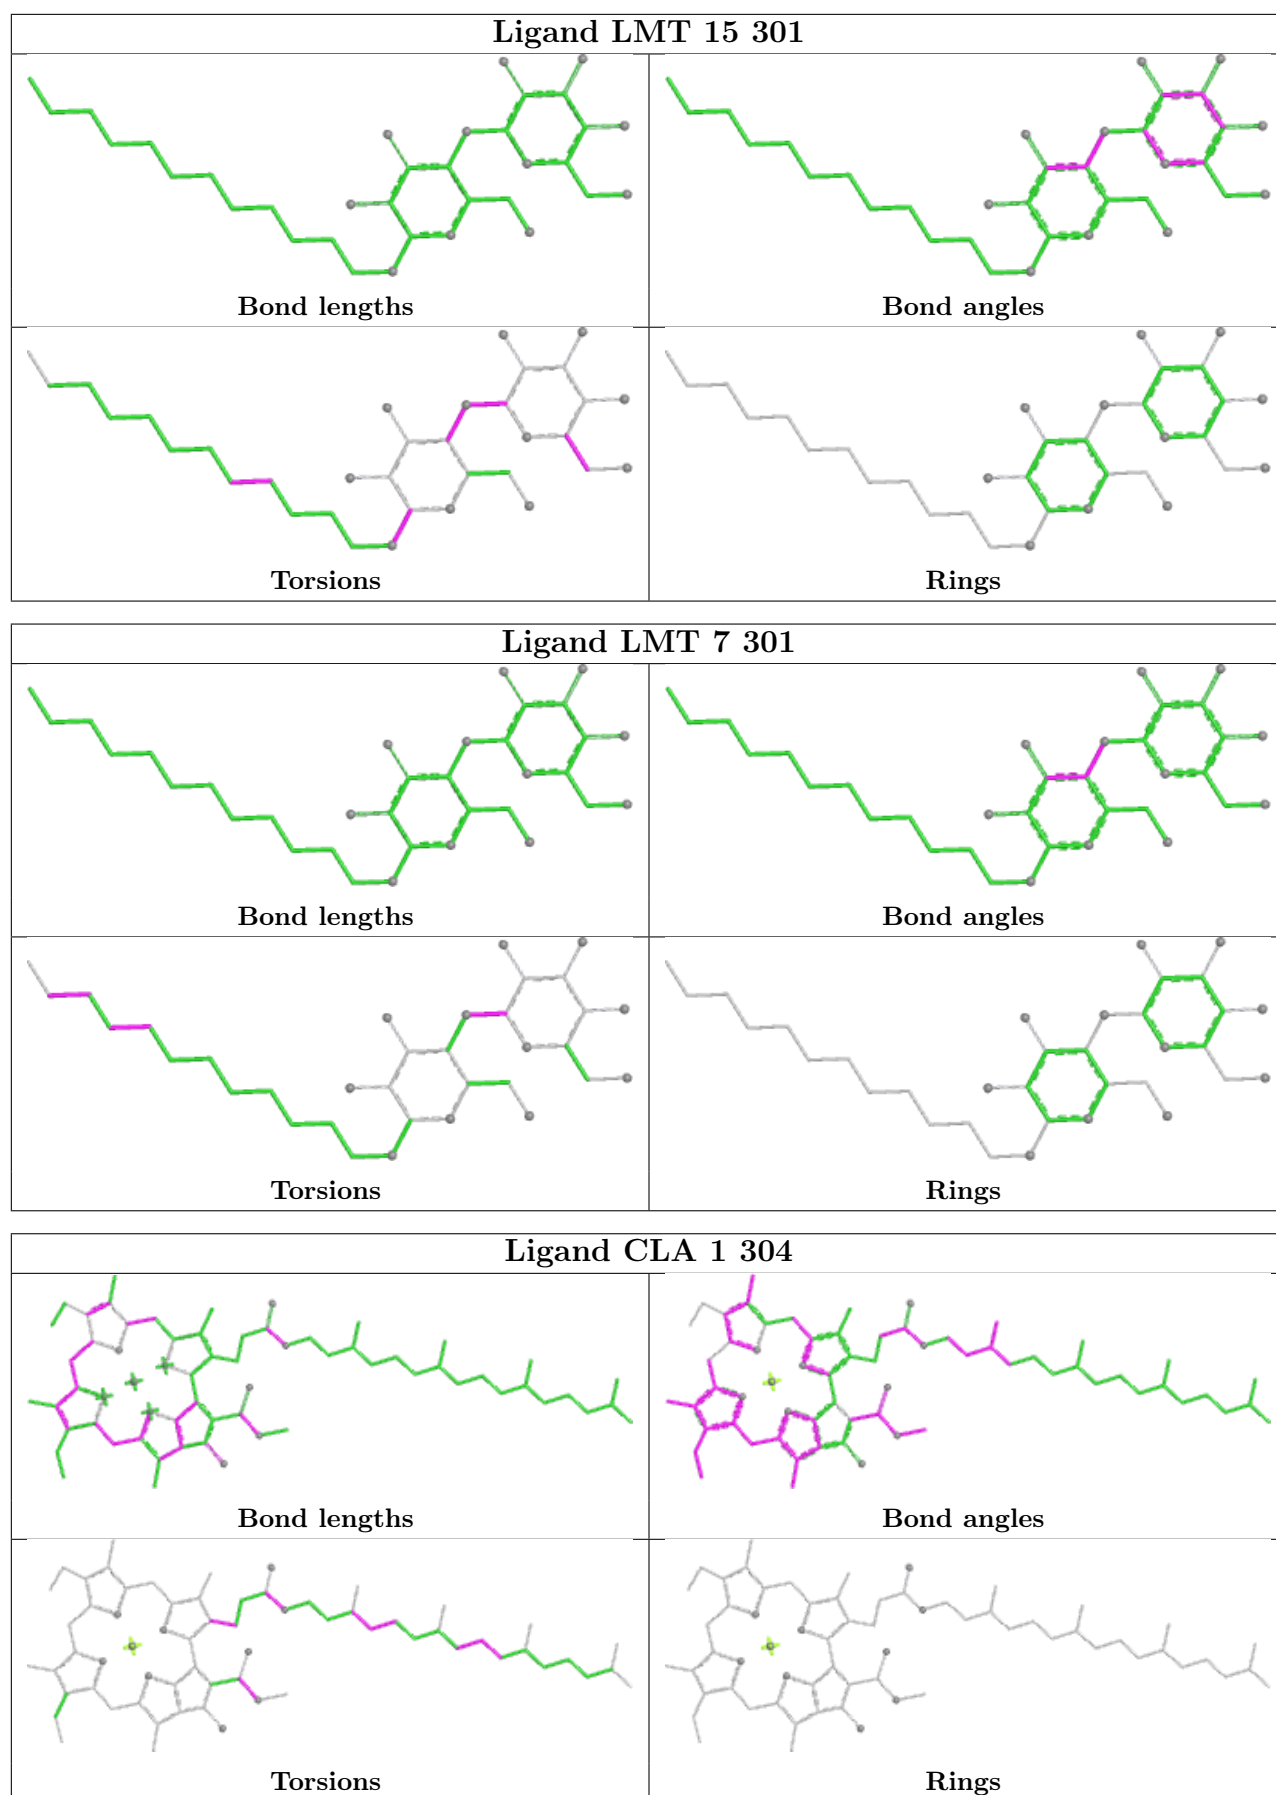 Ligand LMT 15 301
Bond lengths
Bond angles
Torsions
Rings
Ligand LMT 7 301
Bond lengths
Bond angles
Torsions
Rings
Ligand CLA 1 304
Bond lengths
Bond angles
Torsions
Rings